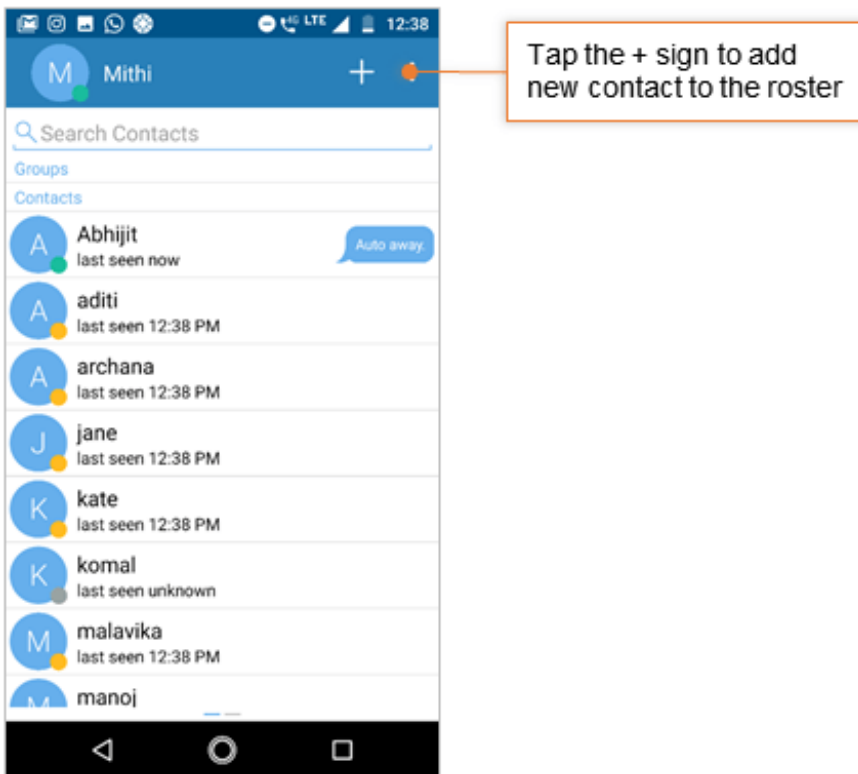 4G LTE 12:38
M Mithi
Tap the + sign to add
new contact to the roster
Search Contacts
Groups
Contacts
A Abhijit
last seen now
Auto away.
A aditi
last seen 12:38 PM
A archana
last seen 12:38 PM
J jane
last seen 12:38 PM
K kate
last seen 12:38 PM
K komal
last seen unknown
M malavika
last seen 12:38 PM
M manoj